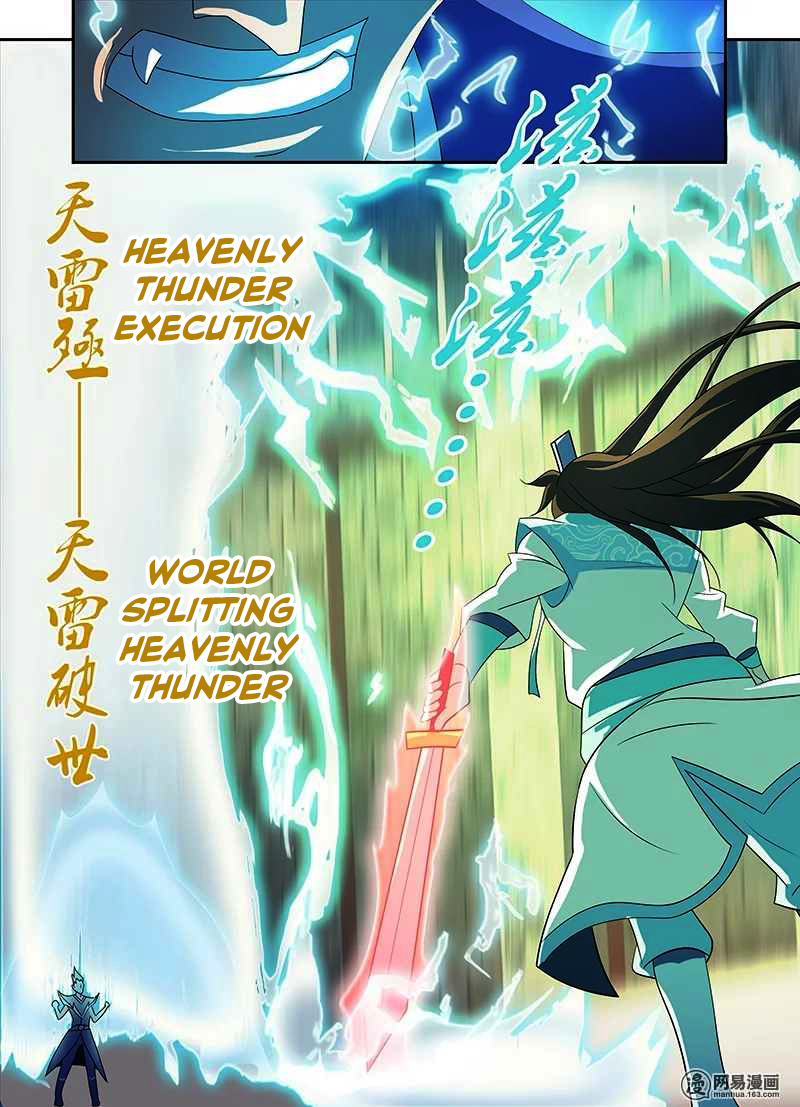 滋
滋
滋
天雷殛——天雷破世
HEAVENLY
THUNDER
EXECUTION
WORLD
SPLITTING
HEAVENLY
THUNDER
漫 网易漫画
manhua.163.com